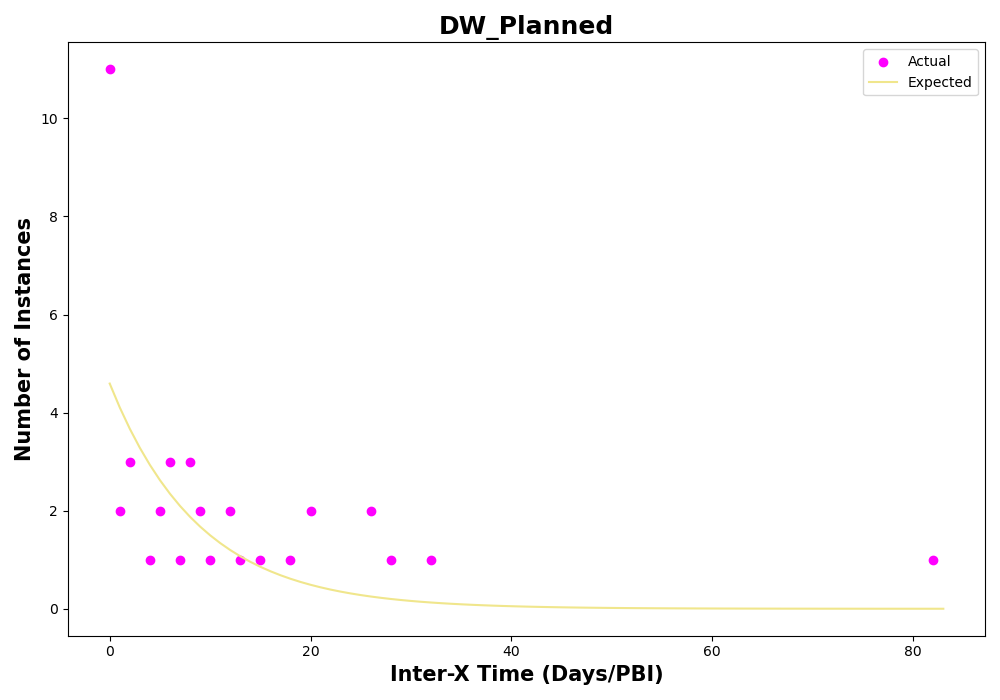 DW_Planned
Actual
Expected
Number of Instances
10
8
6
4
2
0
0 20 40 60 80
Inter-X Time (Days/PBI)